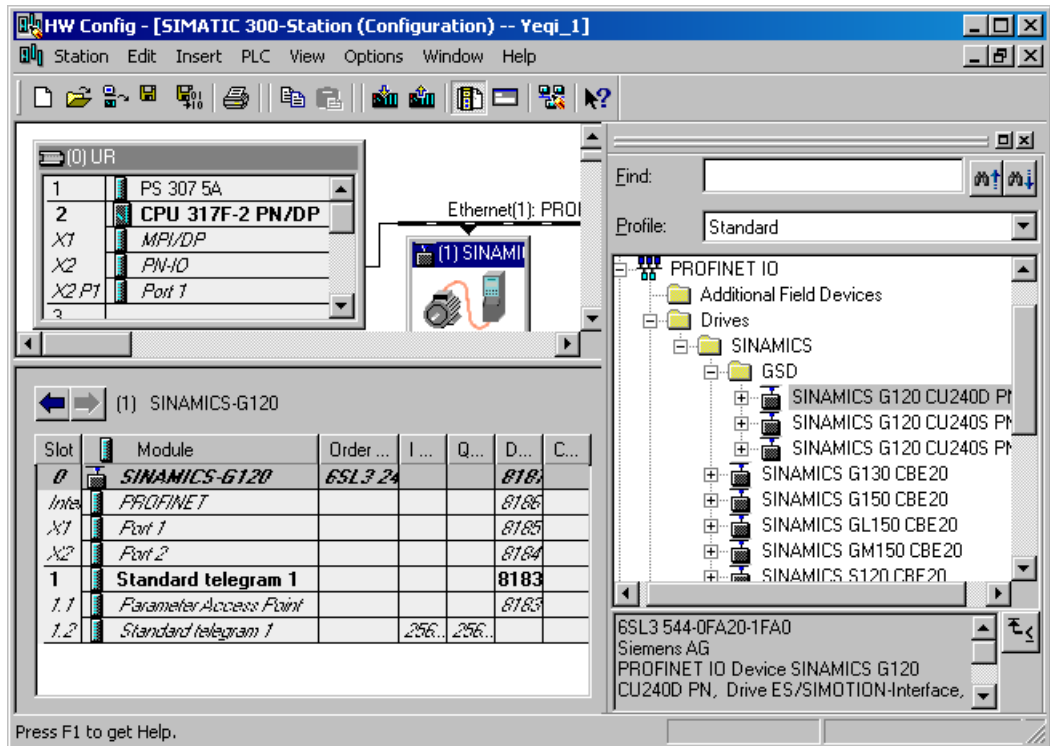 HW Config - [SIMATIC 300-Station (Configuration) -- Yeqi_1]
Station Edit Insert PLC View Options Window Help
(0) UR
1 PS 307 5A
2 CPU 317F-2 PN/DP
X1 MPI/DP
X2 PN-IO
X2 P1 Port 1
3
Ethernet(1): PROI
(1) SINAMI
(1) SINAMICS-G120
Slot Module Order ... I ... Q... D... C...
0 SINAMICS-G120 6SL3 24 8187
Inte PROFINET 8186
X1 Port 1 8185
X2 Port 2 8184
1 Standard telegram 1 8183
1.1 Parameter Access Point 8183
1.2 Standard telegram 1 256... 256...
Find:
Profile: Standard
PROFINET IO
Additional Field Devices
Drives
SINAMICS
GSD
SINAMICS G120 CU240D PN
SINAMICS G120 CU240S PN
SINAMICS G120 CU240S PN
SINAMICS G130 CBE20
SINAMICS G150 CBE20
SINAMICS GL150 CBE20
SINAMICS GM150 CBE20
SINAMICS S120 CBE20
6SL3 544-0FA20-1FA0
Siemens AG
PROFINET IO Device SINAMICS G120
CU240D PN, Drive ES/SIMOTION-Interface,
Press F1 to get Help.